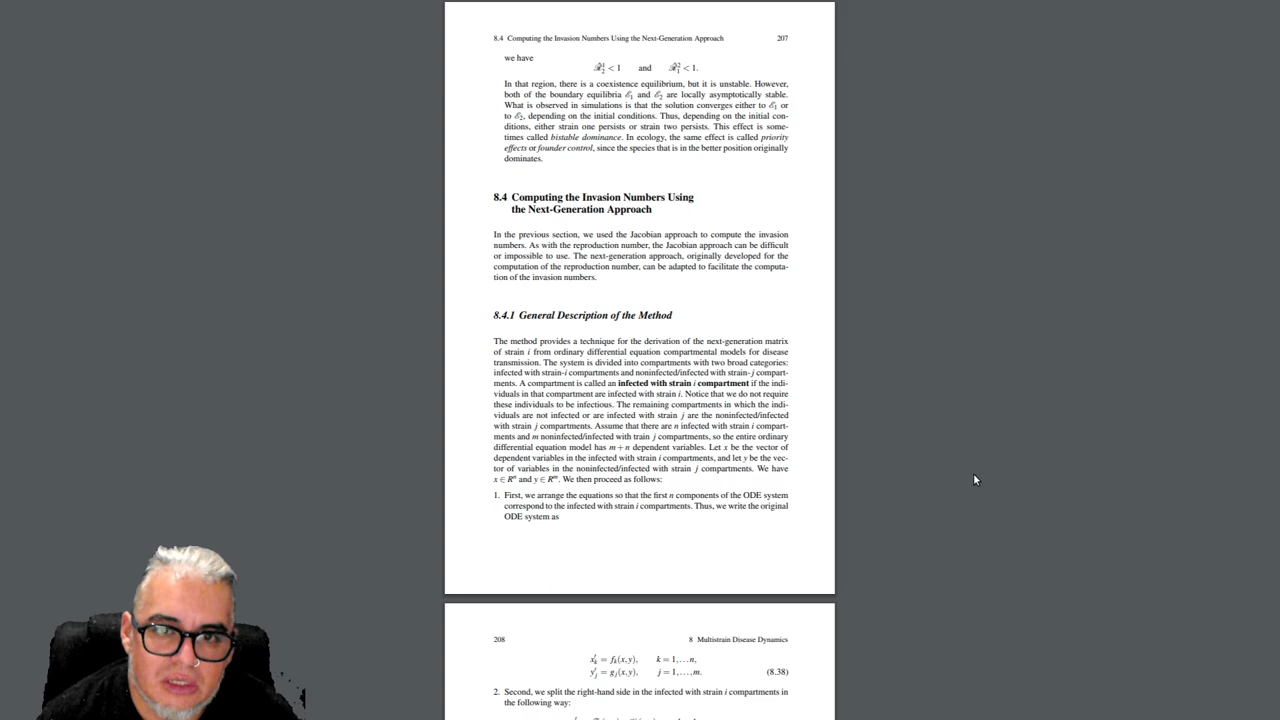 8.4 Computing the Invasion Numbers Using the Next-Generation Approach 207
we have
ℛ̂₂¹ < 1 and ℛ̂₁² < 1.
In that region, there is a coexistence equilibrium, but it is unstable. However,
both of the boundary equilibria ℰ₁ and ℰ₂ are locally asymptotically stable.
What is observed in simulations is that the solution converges either to ℰ₁ or
to ℰ₂, depending on the initial conditions. Thus, depending on the initial con-
ditions, either strain one persists or strain two persists. This effect is some-
times called bistable dominance. In ecology, the same effect is called priority
effects or founder control, since the species that is in the better position originally
dominates.
8.4 Computing the Invasion Numbers Using
the Next-Generation Approach
In the previous section, we used the Jacobian approach to compute the invasion
numbers. As with the reproduction number, the Jacobian approach can be difficult
or impossible to use. The next-generation approach, originally developed for the
computation of the reproduction number, can be adapted to facilitate the computa-
tion of the invasion numbers.
8.4.1 General Description of the Method
The method provides a technique for the derivation of the next-generation matrix
of strain i from ordinary differential equation compartmental models for disease
transmission. The system is divided into compartments with two broad categories:
infected with strain-i compartments and noninfected/infected with strain-j compart-
ments. A compartment is called an infected with strain i compartment if the indi-
viduals in that compartment are infected with strain i. Notice that we do not require
these individuals to be infectious. The remaining compartments in which the indi-
viduals are not infected or are infected with strain j are the noninfected/infected
with strain j compartments. Assume that there are n infected with strain i compart-
ments and m noninfected/infected with train j compartments, so the entire ordinary
differential equation model has m+n dependent variables. Let x be the vector of
dependent variables in the infected with strain i compartments, and let y be the vec-
tor of variables in the noninfected/infected with strain j compartments. We have
x ∈ Rⁿ and y ∈ Rᵐ. We then proceed as follows:
1. First, we arrange the equations so that the first n components of the ODE system
correspond to the infected with strain i compartments. Thus, we write the original
ODE system as
208 8 Multistrain Disease Dynamics
x′ₖ = fₖ(x,y), k = 1,...n,
y′ⱼ = gⱼ(x,y), j = 1,...,m. (8.38)
2. Second, we split the right-hand side in the infected with strain i compartments in
the following way: